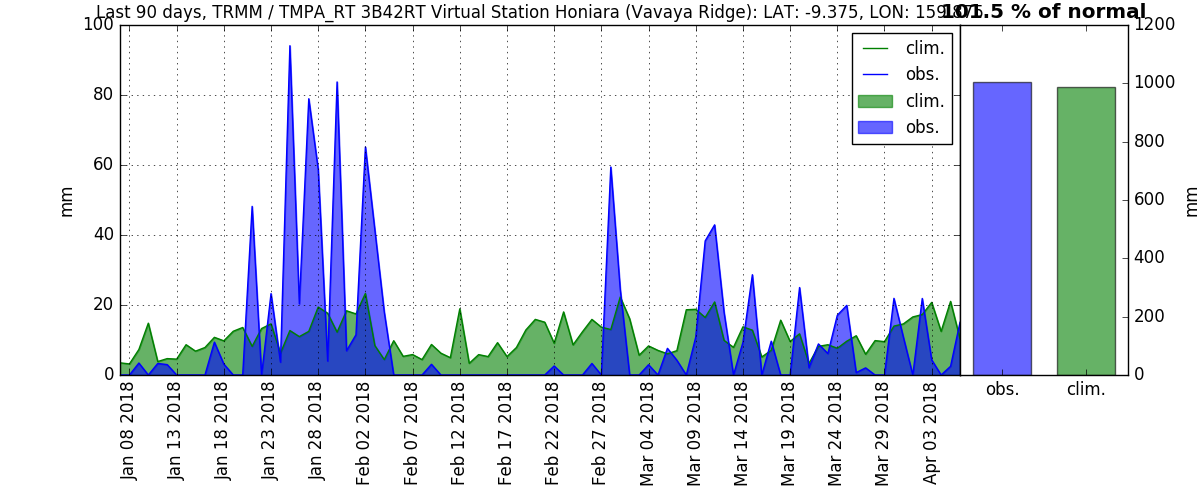 Last 90 days, TRMM / TMPA_RT 3B42RT Virtual Station Honiara (Vavaya Ridge): LAT: -9.375, LON:
101.5 % of normal
100
80
60
40
20
0
mm
clim.
obs.
clim.
obs.
1200
1000
800
600
400
200
0
mm
obs.
clim.
Jan 08 2018
Jan 13 2018
Jan 18 2018
Jan 23 2018
Jan 28 2018
Feb 02 2018
Feb 07 2018
Feb 12 2018
Feb 17 2018
Feb 22 2018
Feb 27 2018
Mar 04 2018
Mar 09 2018
Mar 14 2018
Mar 19 2018
Mar 24 2018
Mar 29 2018
Apr 03 2018